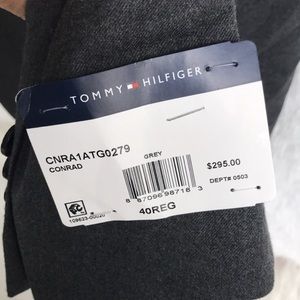 TOMMY HILFIGER
CNRA1ATG0279
CONRAD
GREY
$295.00
DEPT# 0503
40REG